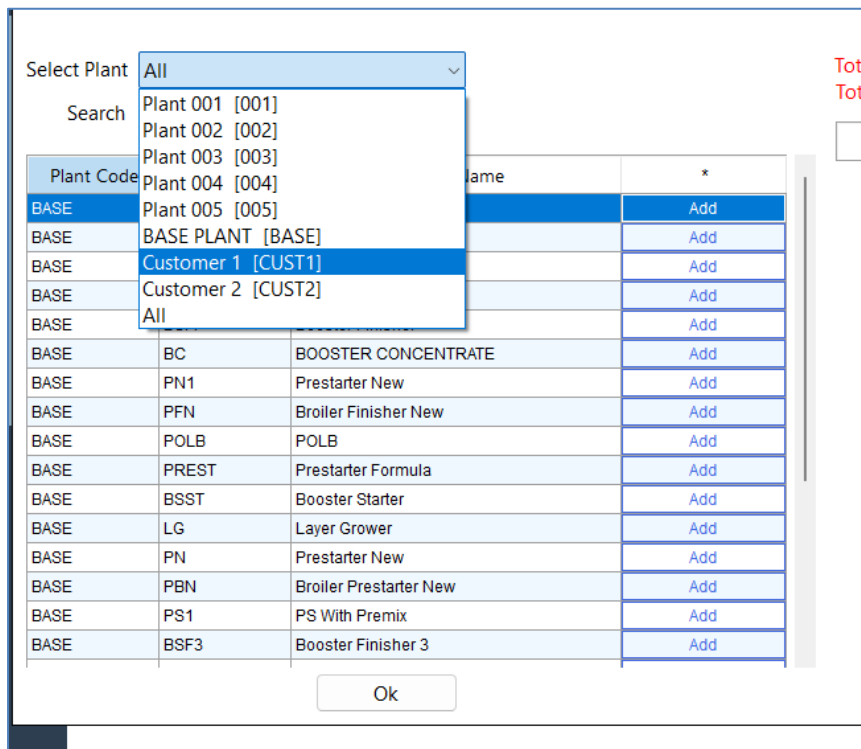 Select Plant All
Tot
Search
Tot
Plant 001 [001]
Plant 002 [002]
Plant 003 [003]
Plant 004 [004]
Plant 005 [005]
BASE PLANT [BASE]
Customer 1 [CUST1]
Customer 2 [CUST2]
All
Plant Code *
BASE Add
BASE Add
BASE Add
BASE Add
BASE Add
BASE BC BOOSTER CONCENTRATE Add
BASE PN1 Prestarter New Add
BASE PFN Broiler Finisher New Add
BASE POLB POLB Add
BASE PREST Prestarter Formula Add
BASE BSST Booster Starter Add
BASE LG Layer Grower Add
BASE PN Prestarter New Add
BASE PBN Broiler Prestarter New Add
BASE PS1 PS With Premix Add
BASE BSF3 Booster Finisher 3 Add
Ok